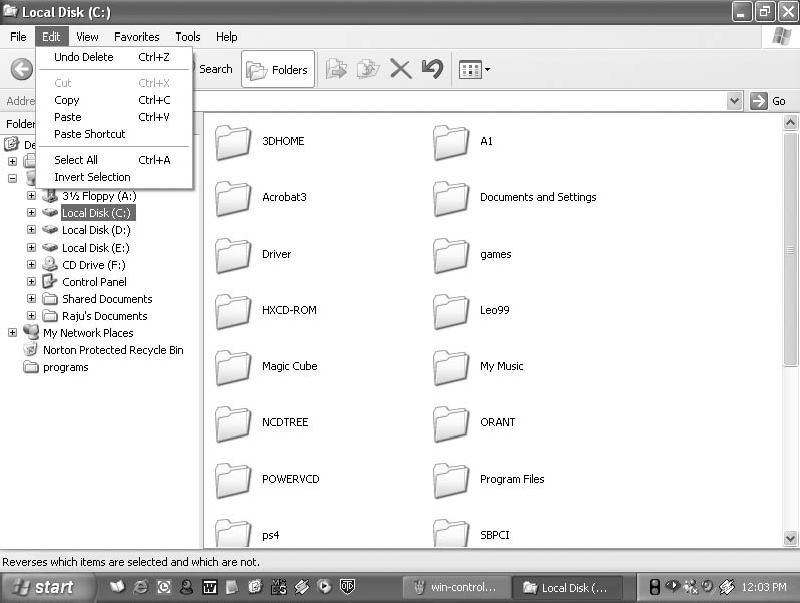 Local Disk (C:)
File Edit View Favorites Tools Help
Undo Delete Ctrl+Z
Cut Ctrl+X
Copy Ctrl+C
Paste Ctrl+V
Paste Shortcut
Select All Ctrl+A
Invert Selection
Search Folders
Addre
Go
Folder
De
3½ Floppy (A:)
Local Disk (C:)
Local Disk (D:)
Local Disk (E:)
CD Drive (F:)
Control Panel
Shared Documents
Raju's Documents
My Network Places
Norton Protected Recycle Bin
programs
3DHOME A1
Acrobat3 Documents and Settings
Driver games
HXCD-ROM Leo99
Magic Cube My Music
NCDTREE ORANT
POWERVCD Program Files
ps4 SBPCI
Reverses which items are selected and which are not.
start win-control... Local Disk (... 12:03 PM